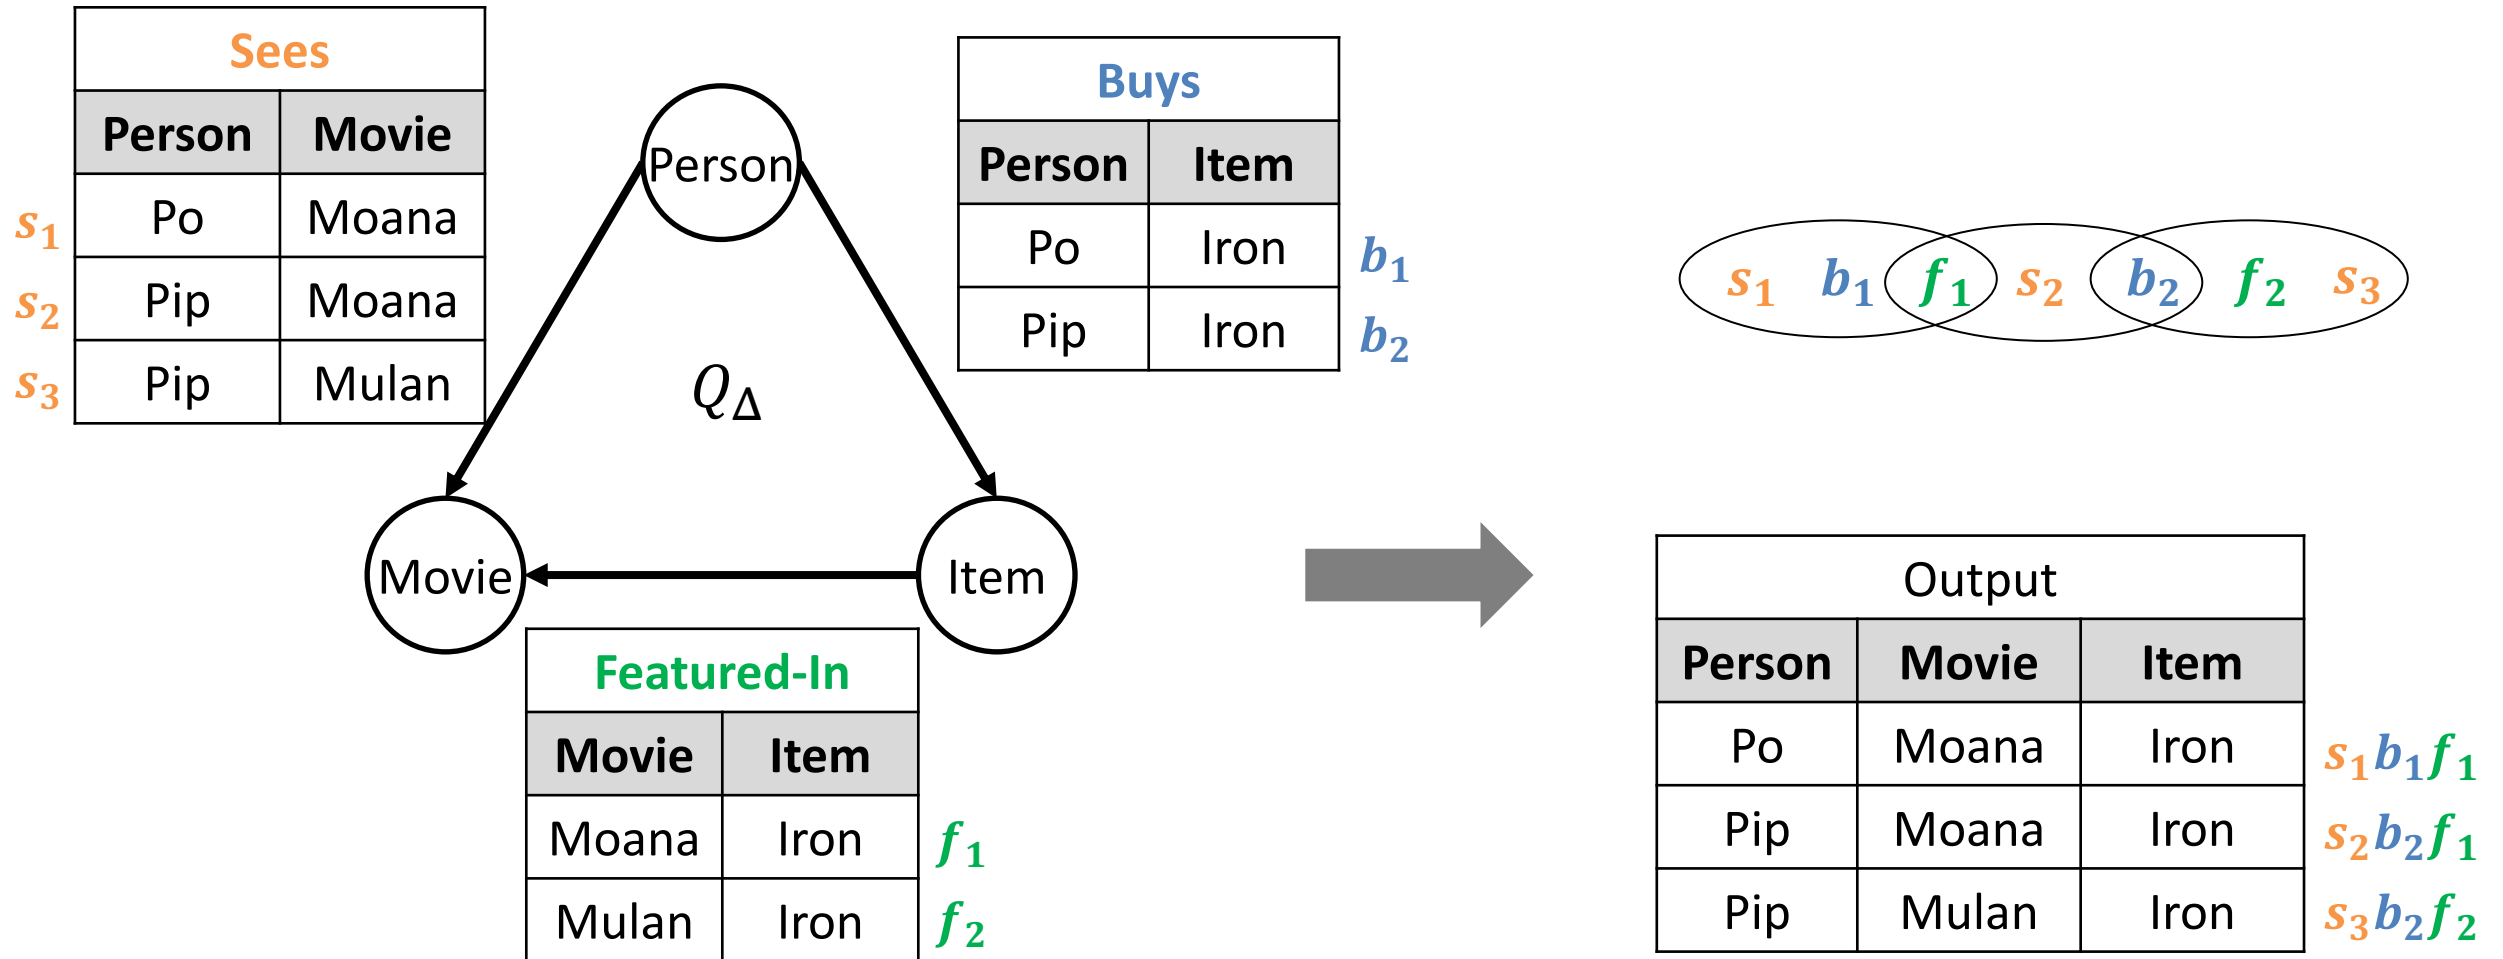 Sees
Person Movie
s1 Po Moana
s2 Pip Moana
s3 Pip Mulan
Person
Movie
Item
Q∆
Buys
Person Item
Po Iron b1
Pip Iron b2
Featured-In
Movie Item
Moana Iron f1
Mulan Iron f2
s1 b1 f1 s2 b2 f2 s3
Output
Person Movie Item
Po Moana Iron s1b1f1
Pip Moana Iron s2b2f1
Pip Mulan Iron s3b2f2